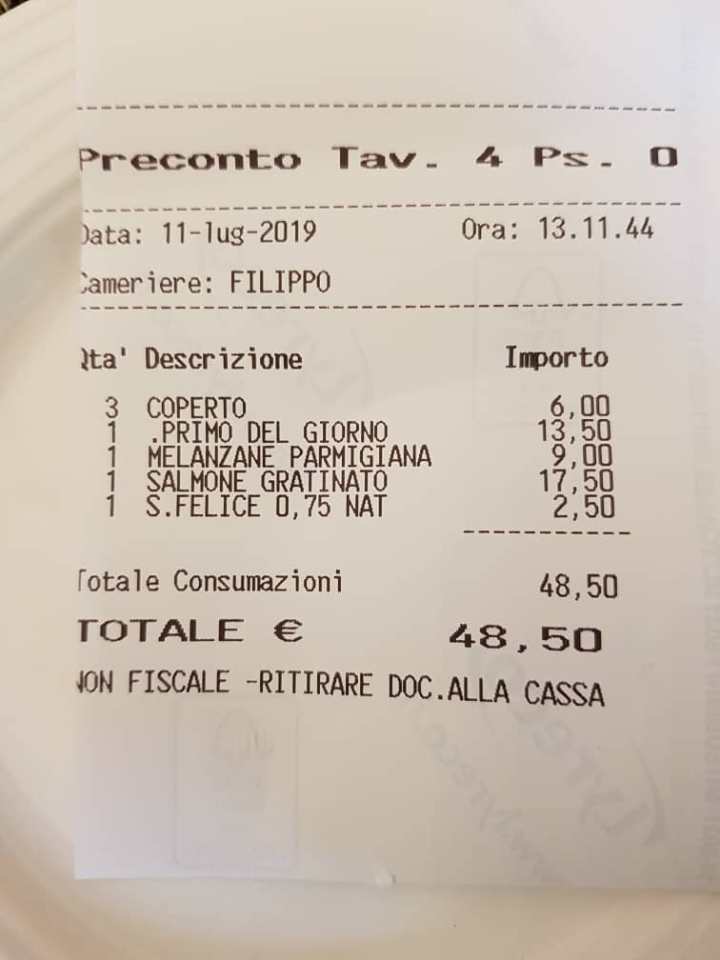 Preconto Tav. 4 Ps. 0
Data: 11-lug-2019 Ora: 13.11.44
Cameriere: FILIPPO
Qta' Descrizione Importo
3 COPERTO 6,00
1 .PRIMO DEL GIORNO 13,50
1 MELANZANE PARMIGIANA 9,00
1 SALMONE GRATINATO 17,50
1 S.FELICE 0,75 NAT 2,50
Totale Consumazioni 48,50
TOTALE € 48,50
NON FISCALE -RITIRARE DOC.ALLA CASSA